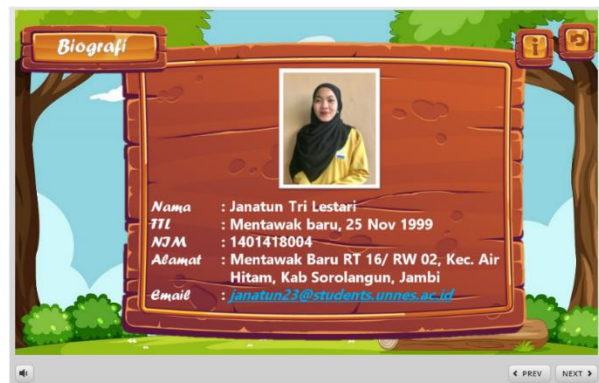 Biografi
i
Nama : Janatun Tri Lestari
TTL : Mentawak baru, 25 Nov 1999
NIM : 1401418004
Alamat : Mentawak Baru RT 16/ RW 02, Kec. Air
Hitam, Kab Sorolangun, Jambi
Email : janatun23@students.unnes.ac.id
PREV NEXT